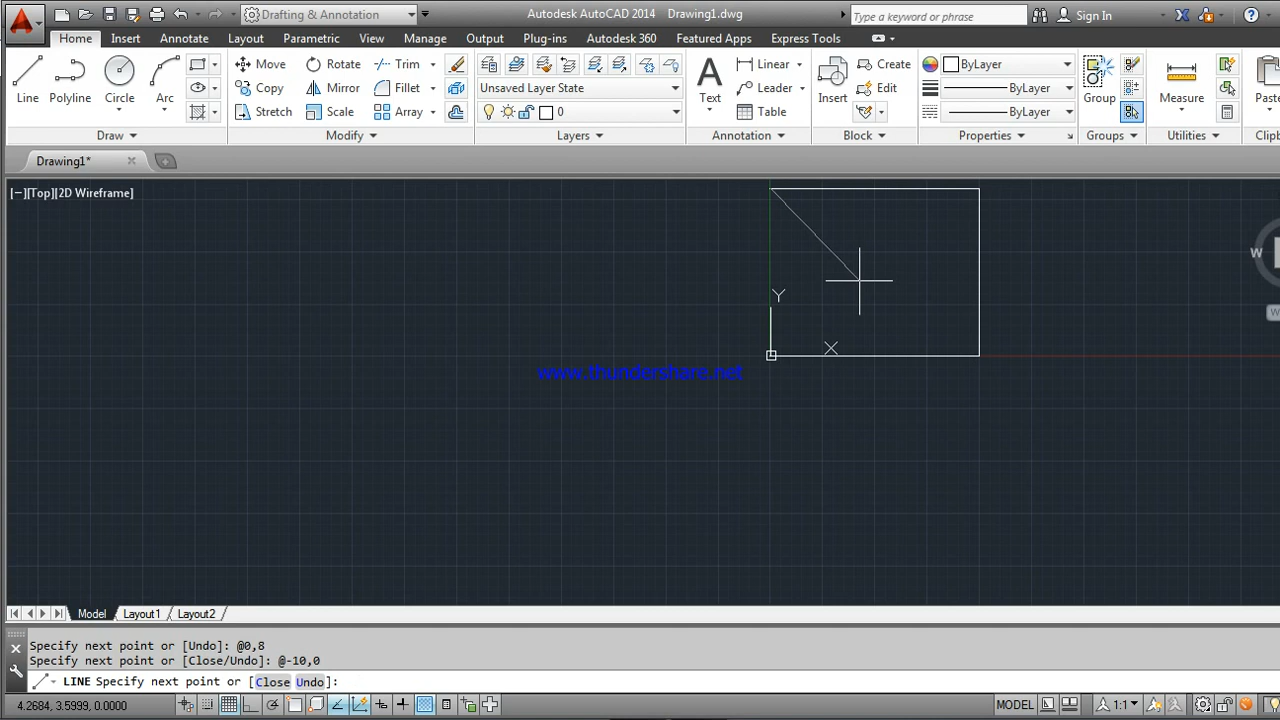 Drafting & Annotation
Autodesk AutoCAD 2014 Drawing1.dwg
Type a keyword or phrase
Sign In
Home Insert Annotate Layout Parametric View Manage Output Plug-ins Autodesk 360 Featured Apps Express Tools
Move Rotate Trim
Linear Create ByLayer
Copy Mirror Fillet
Unsaved Layer State
Leader Edit ByLayer
Line Polyline Circle Arc
Text Insert Group Measure Paste
Stretch Scale Array
0
Table
ByLayer
Draw Modify Layers Annotation Block Properties Groups Utilities Clipb
Drawing1*
[−][Top][2D Wireframe]
W
Y
X
www.thundershare.net
Model Layout1 Layout2
Specify next point or [Undo]: @0,8
Specify next point or [Close/Undo]: @-10,0
LINE Specify next point or [Close Undo]:
4.2684, 3.5999, 0.0000
MODEL
1:1